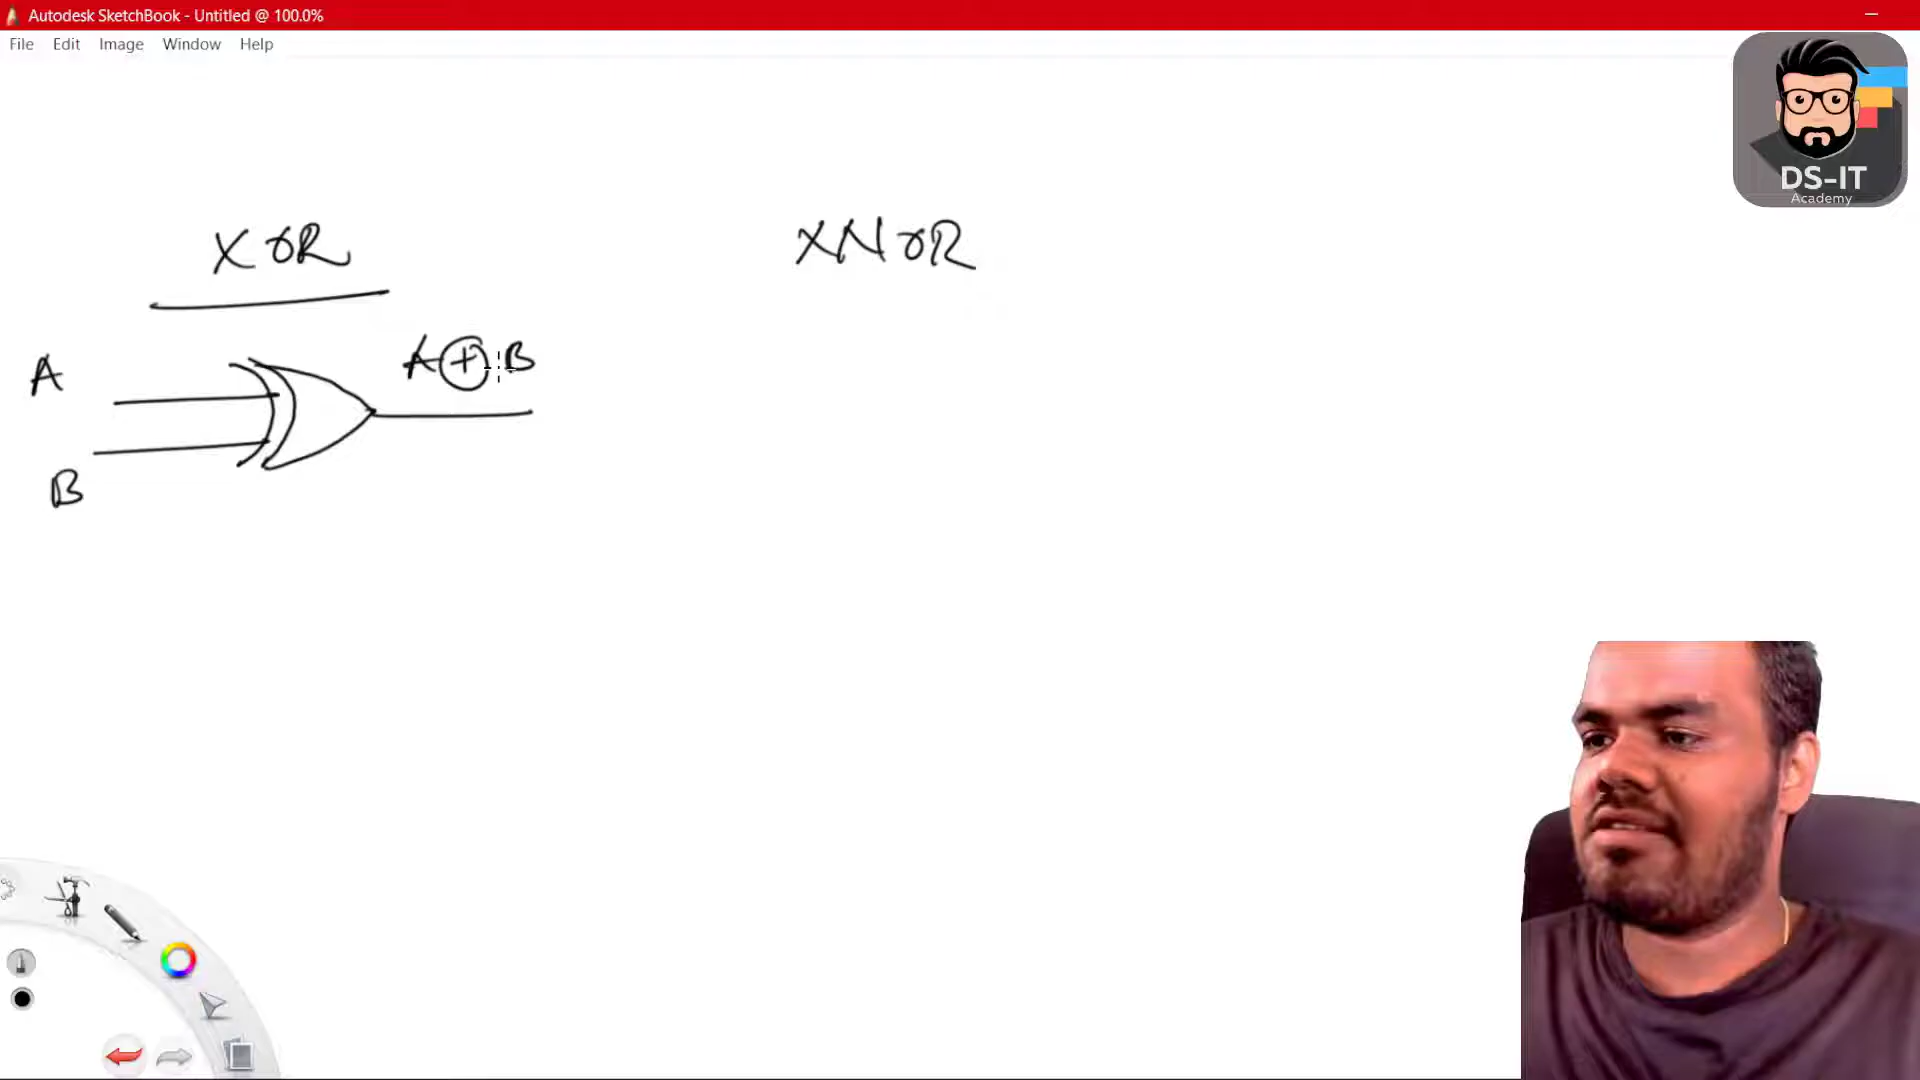 Autodesk SketchBook - Untitled @ 100.0%
File Edit Image Window Help
DS-IT
Academy
XOR XNOR
A A⊕B
B